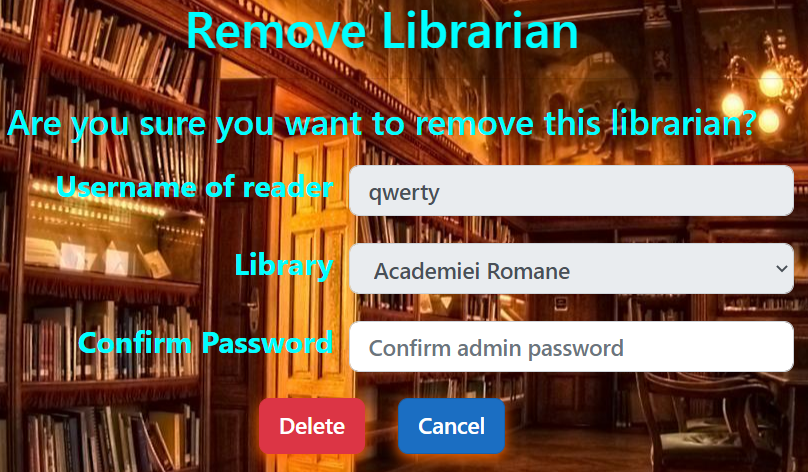 Remove Librarian
Are you sure you want to remove this librarian?
Username of reader qwerty
Library Academiei Romane
Confirm Password Confirm admin password
Delete Cancel